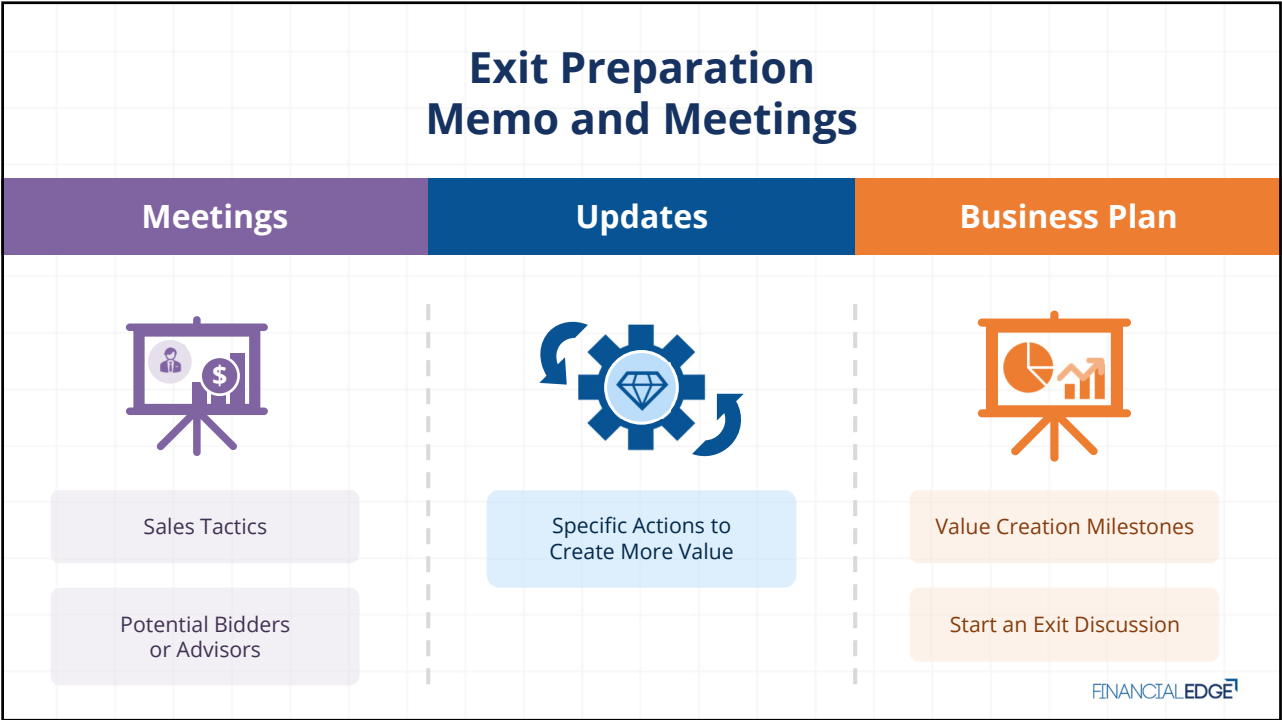 Exit Preparation
Memo and Meetings
Meetings
Updates
Business Plan
$
Sales Tactics
Potential Bidders
or Advisors
Specific Actions to
Create More Value
Value Creation Milestones
Start an Exit Discussion
FINANCIALEDGE